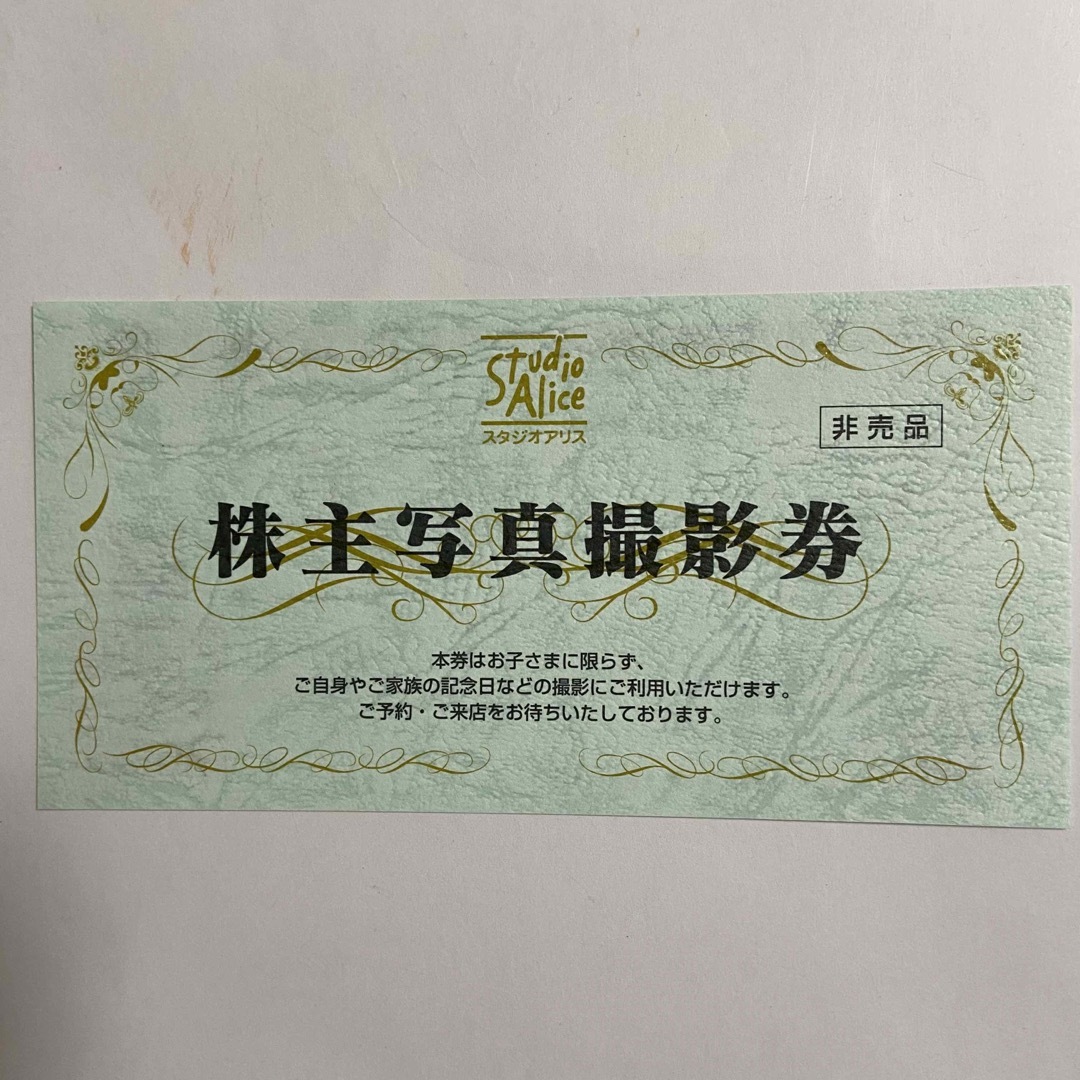 Studio
Alice
スタジオアリス
非売品
株主写真撮影券
本券はお子さまに限らず、
ご自身やご家族の記念日などの撮影にご利用いただけます。
ご予約・ご来店をお待ちいたしております。